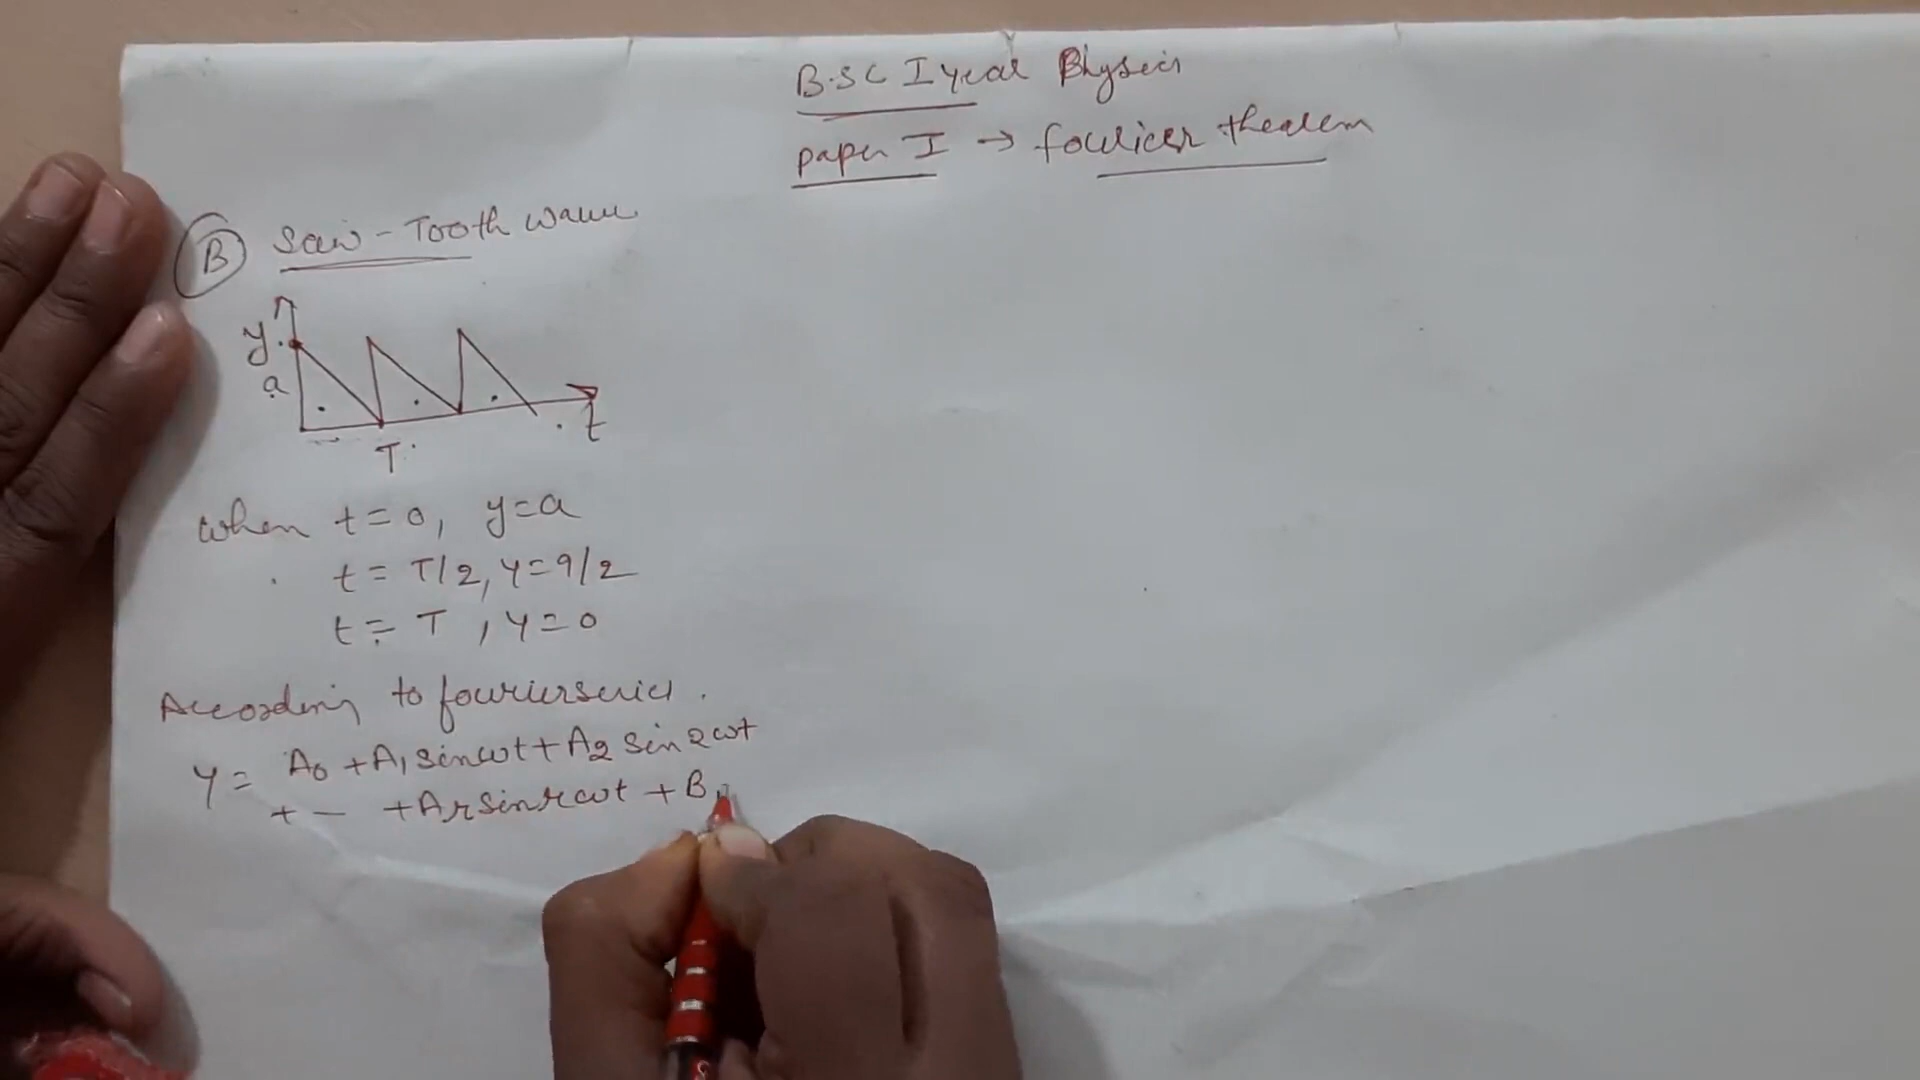 B.SC I year Physics
paper I → fourier theorem
B Saw-Tooth wave
y
a
T
t
when t=0, y=a
t= T/2, y=a/2
t= T, y=0
According to fourier series.
y= A0 +A1 sinωt+A2 sin2ωt
+ — +Ar sinrωt +B1